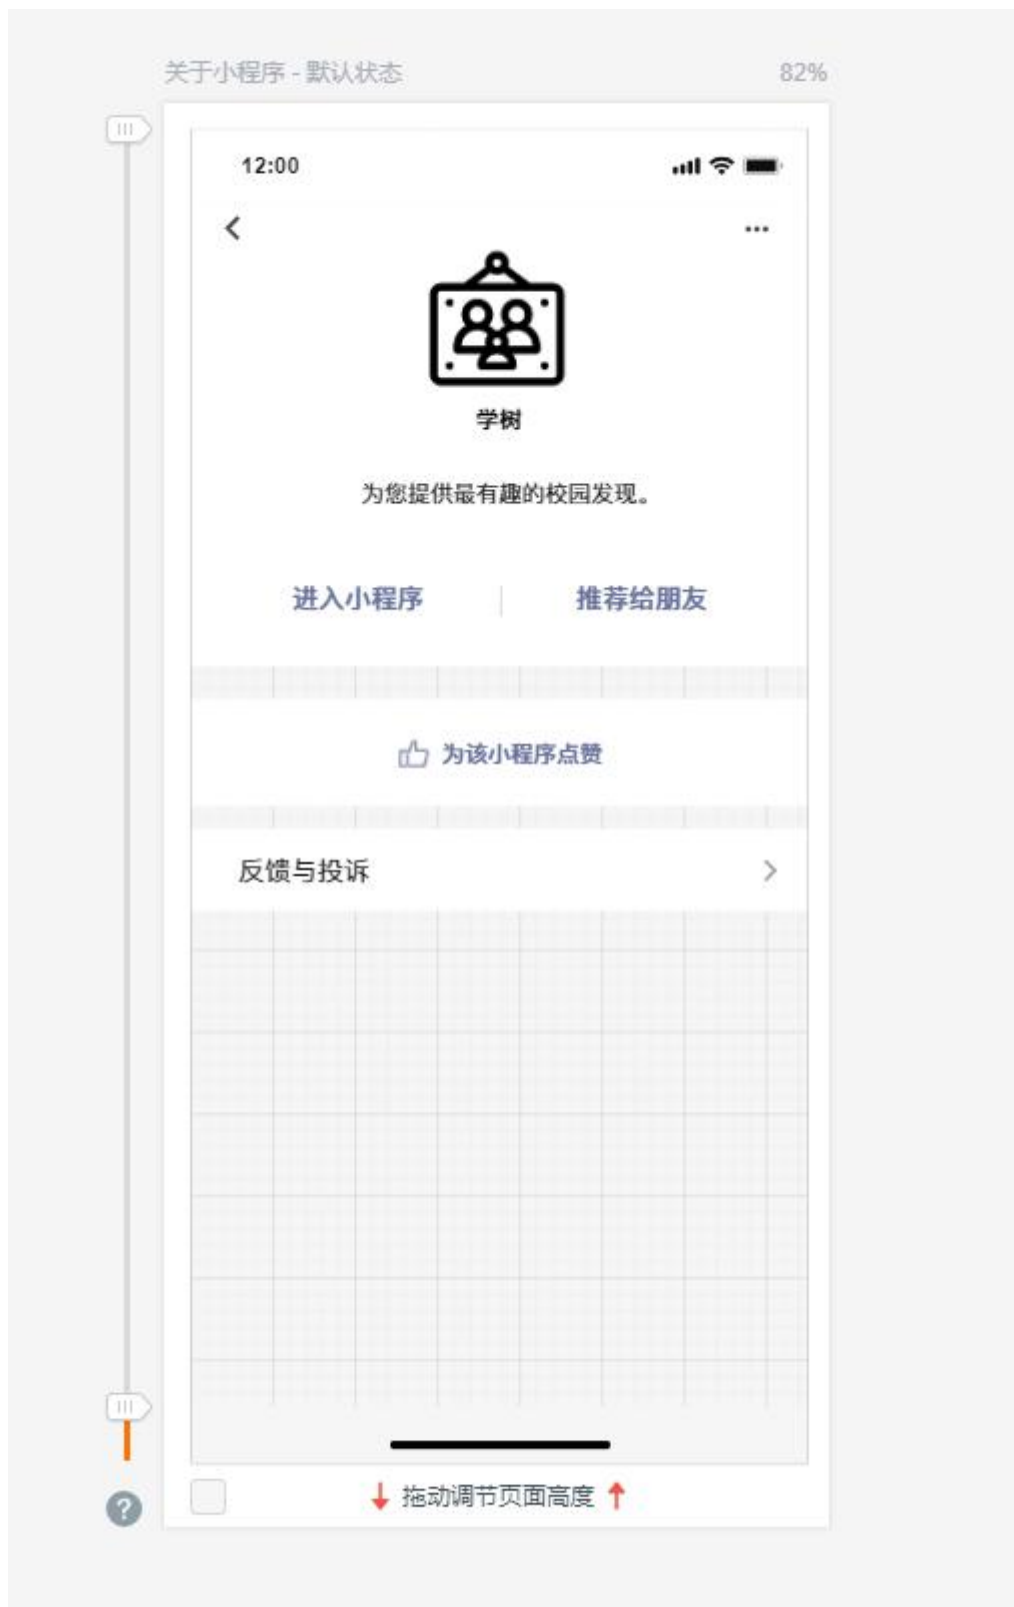 关于小程序 - 默认状态 82%
12:00
学树
为您提供最有趣的校园发现。
进入小程序 推荐给朋友
为该小程序点赞
反馈与投诉
? ↓ 拖动调节页面高度 ↑